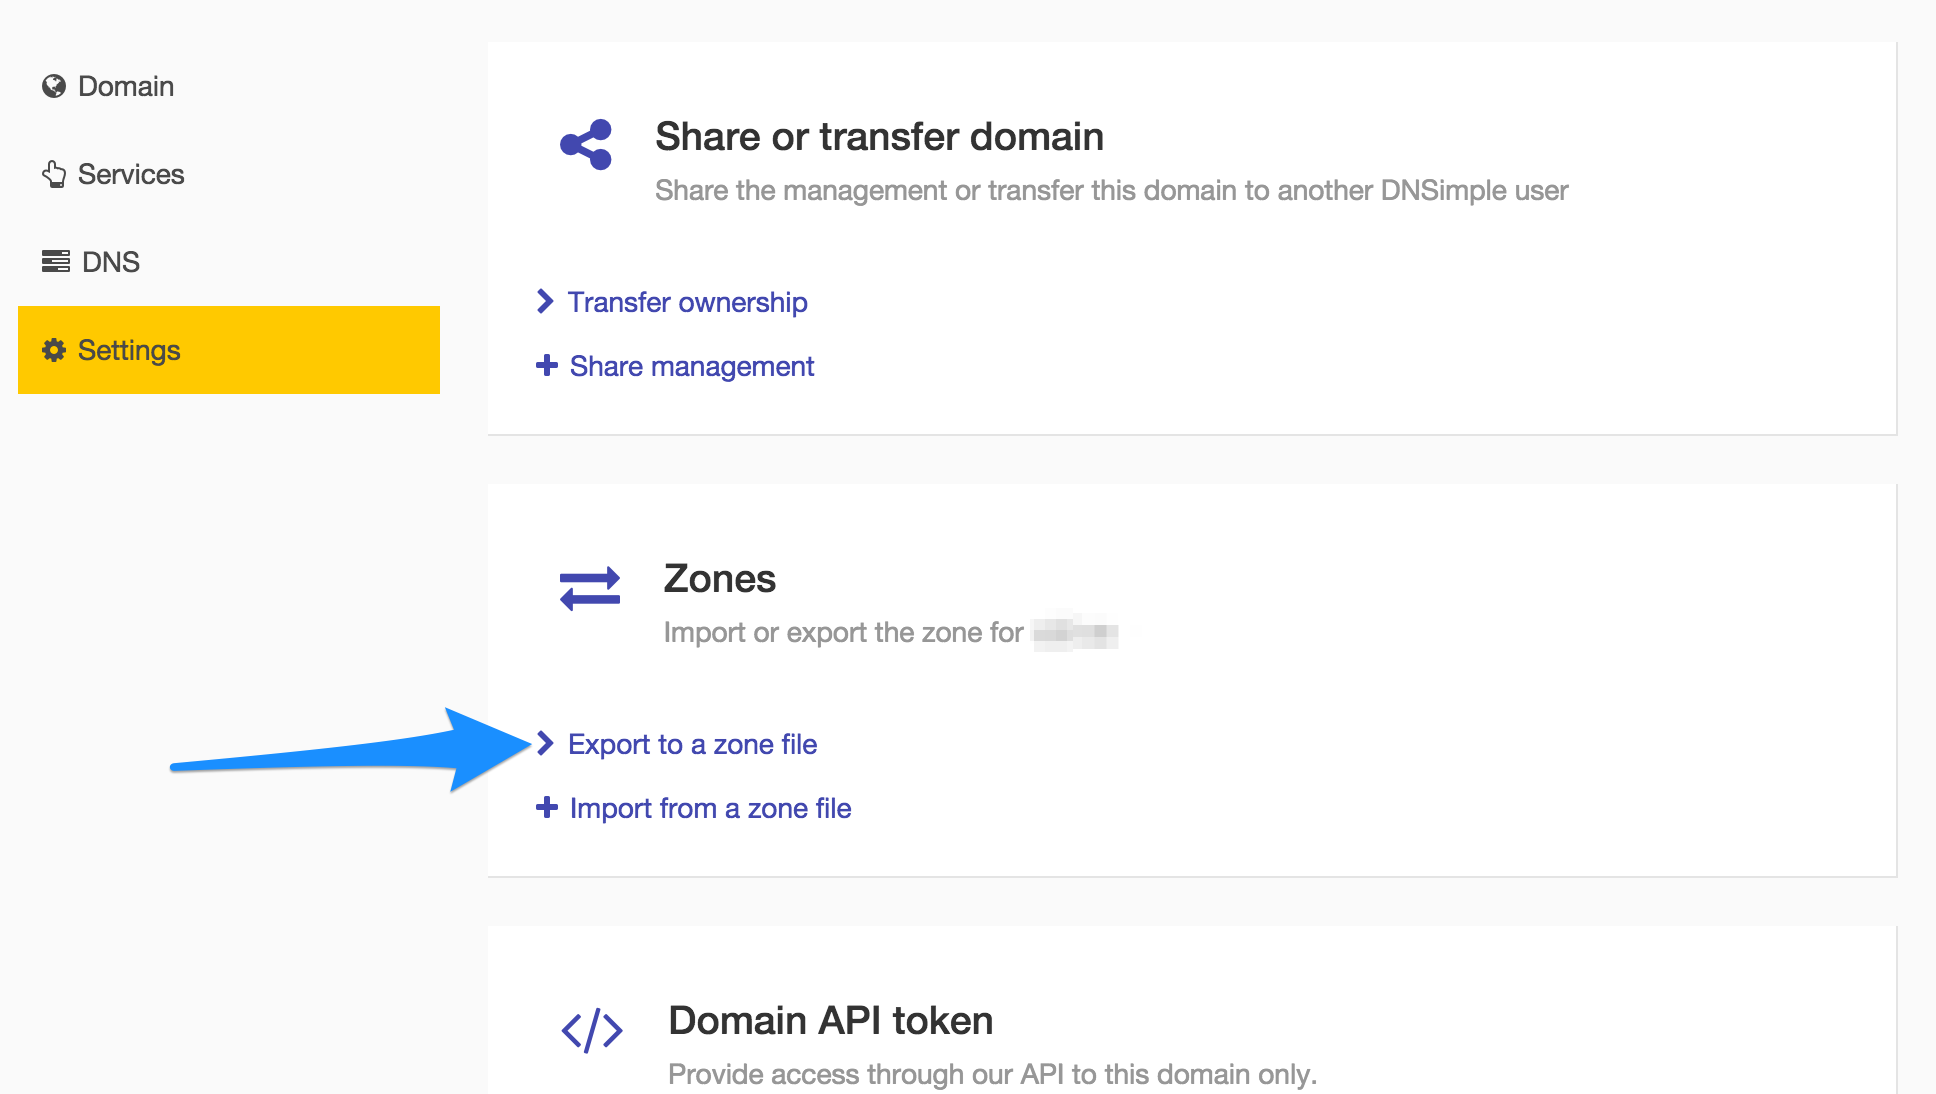 Domain
Services
DNS
Settings
Share or transfer domain
Share the management or transfer this domain to another DNSimple user
Transfer ownership
Share management
Zones
Import or export the zone for
Export to a zone file
Import from a zone file
Domain API token
Provide access through our API to this domain only.